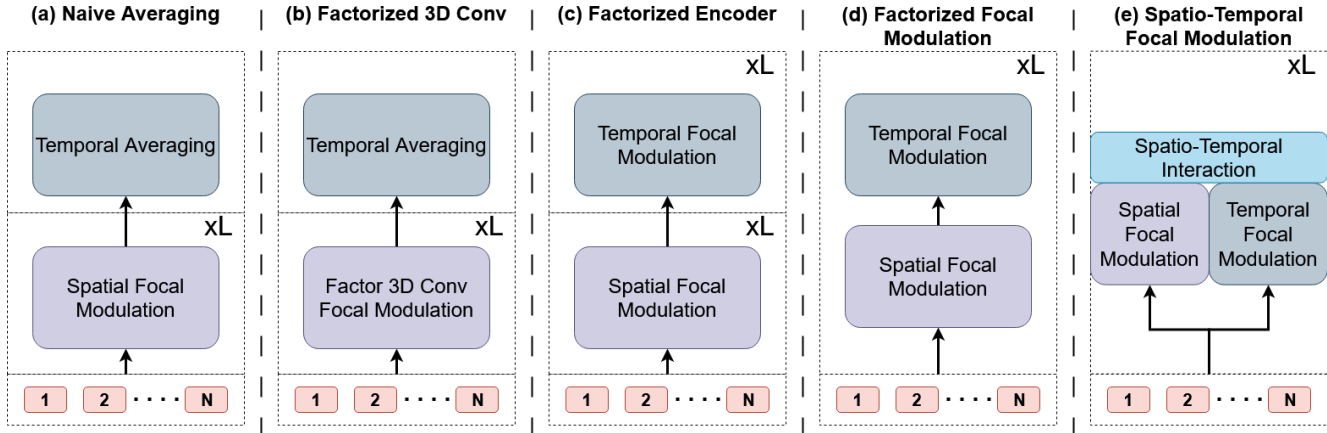 (a) Naive Averaging
Temporal Averaging
xL
Spatial Focal
Modulation
1 2 · · · · N
(b) Factorized 3D Conv
Temporal Averaging
xL
Factor 3D Conv
Focal Modulation
1 2 · · · · N
(c) Factorized Encoder
xL
Temporal Focal
Modulation
xL
Spatial Focal
Modulation
1 2 · · · · N
(d) Factorized Focal
Modulation
xL
Temporal Focal
Modulation
Spatial Focal
Modulation
1 2 · · · · N
(e) Spatio-Temporal
Focal Modulation
xL
Spatio-Temporal
Interaction
Spatial
Focal
Modulation
Temporal
Focal
Modulation
1 2 · · · · N